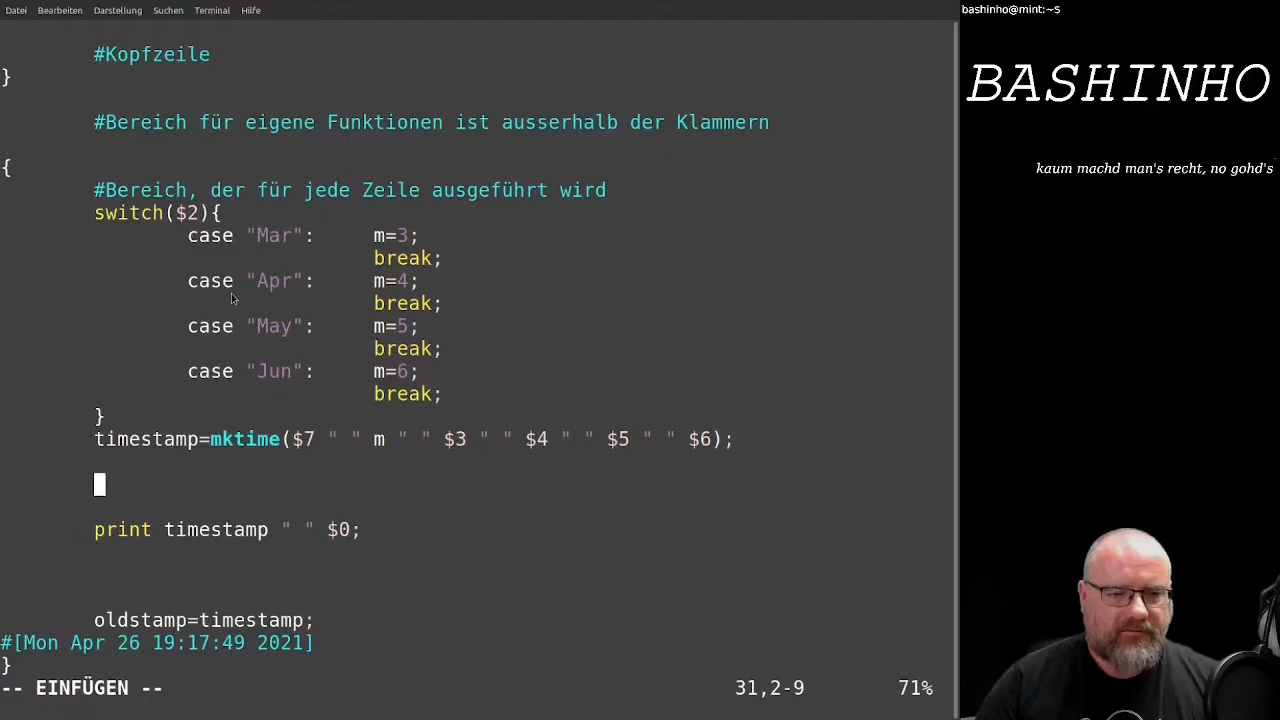 Datei Bearbeiten Darstellung Suchen Terminal Hilfe
bashinho@mint:~$
BASHINHO
kaum machd man's recht, no gohd's
#Kopfzeile
}
#Bereich für eigene Funktionen ist ausserhalb der Klammern
{
#Bereich, der für jede Zeile ausgeführt wird
switch($2){
case "Mar": m=3;
break;
case "Apr": m=4;
break;
case "May": m=5;
break;
case "Jun": m=6;
break;
}
timestamp=mktime($7 " " m " " $3 " " $4 " " $5 " " $6);
print timestamp " " $0;
oldstamp=timestamp;
#[Mon Apr 26 19:17:49 2021]
}
-- EINFÜGEN -- 31,2-9 71%